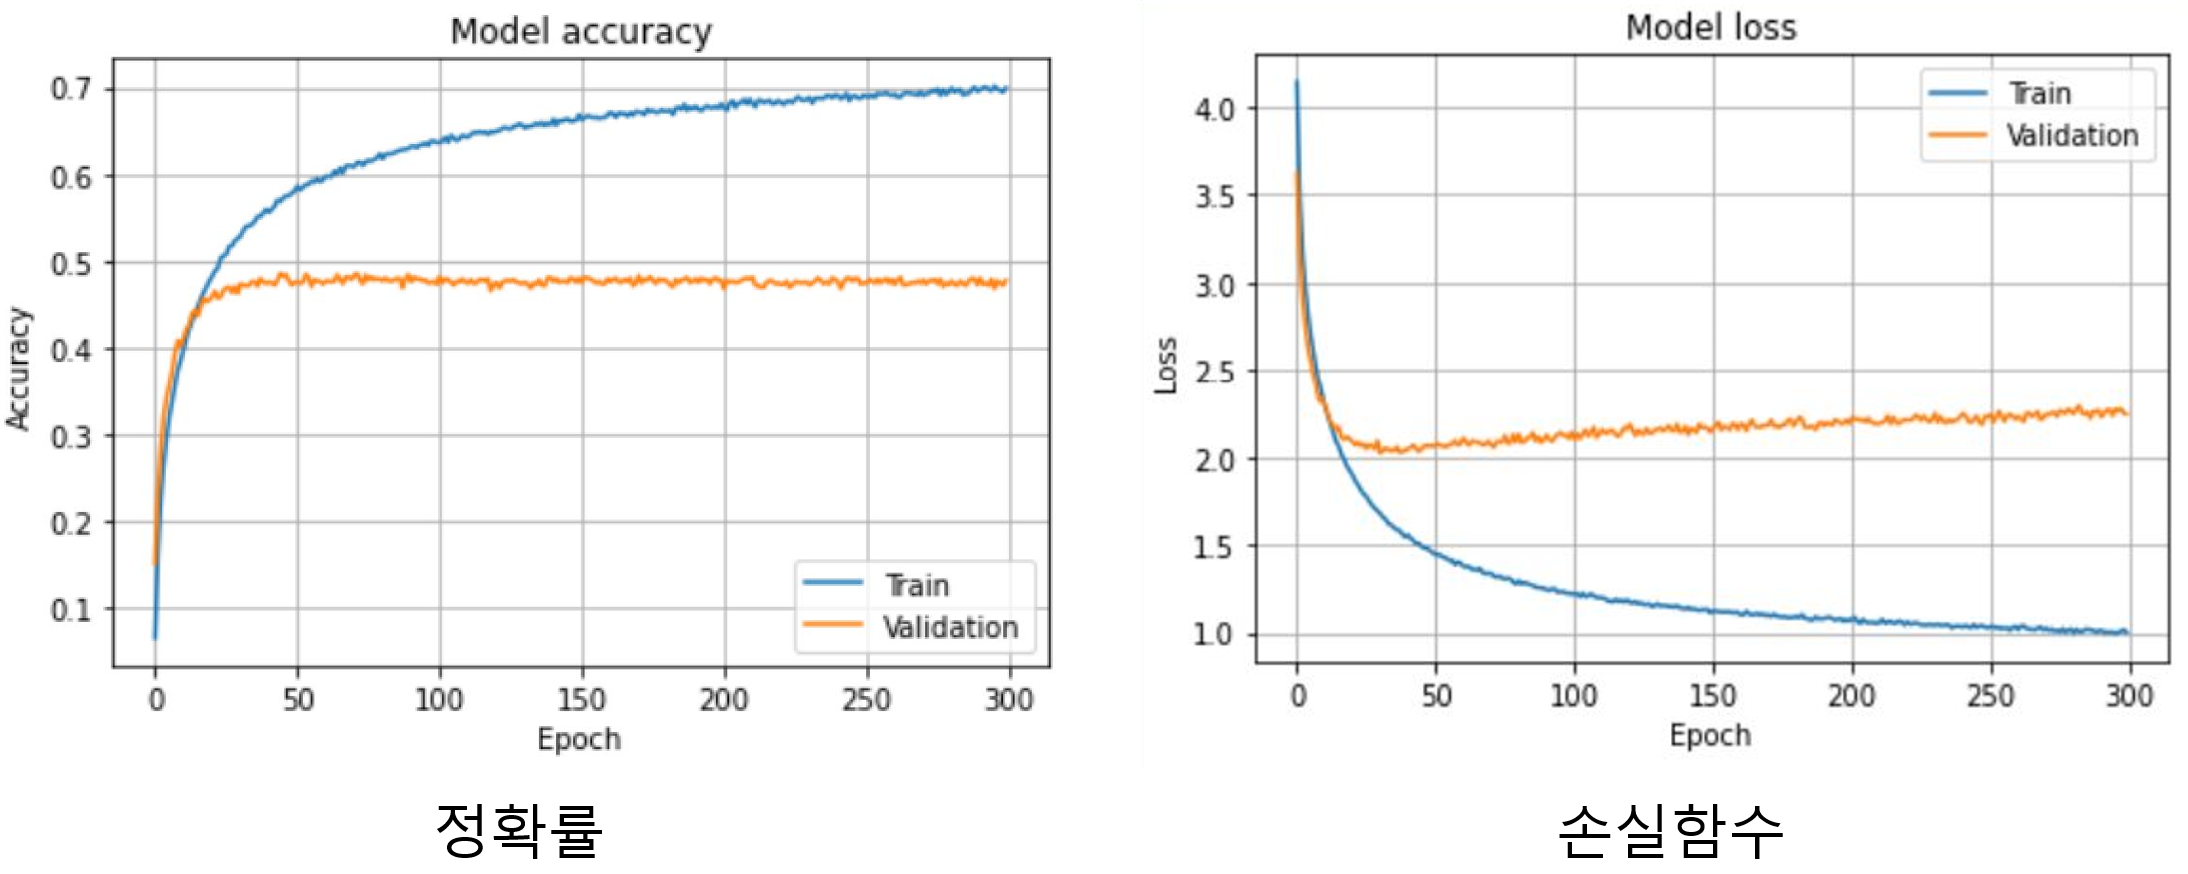 Model accuracy
0.7
0.6
0.5
0.4
0.3
0.2
0.1
Accuracy
Train
Validation
0 50 100 150 200 250 300
Epoch
정확률
Model loss
4.0
3.5
3.0
2.5
2.0
1.5
1.0
Loss
Train
Validation
0 50 100 150 200 250 300
Epoch
손실함수